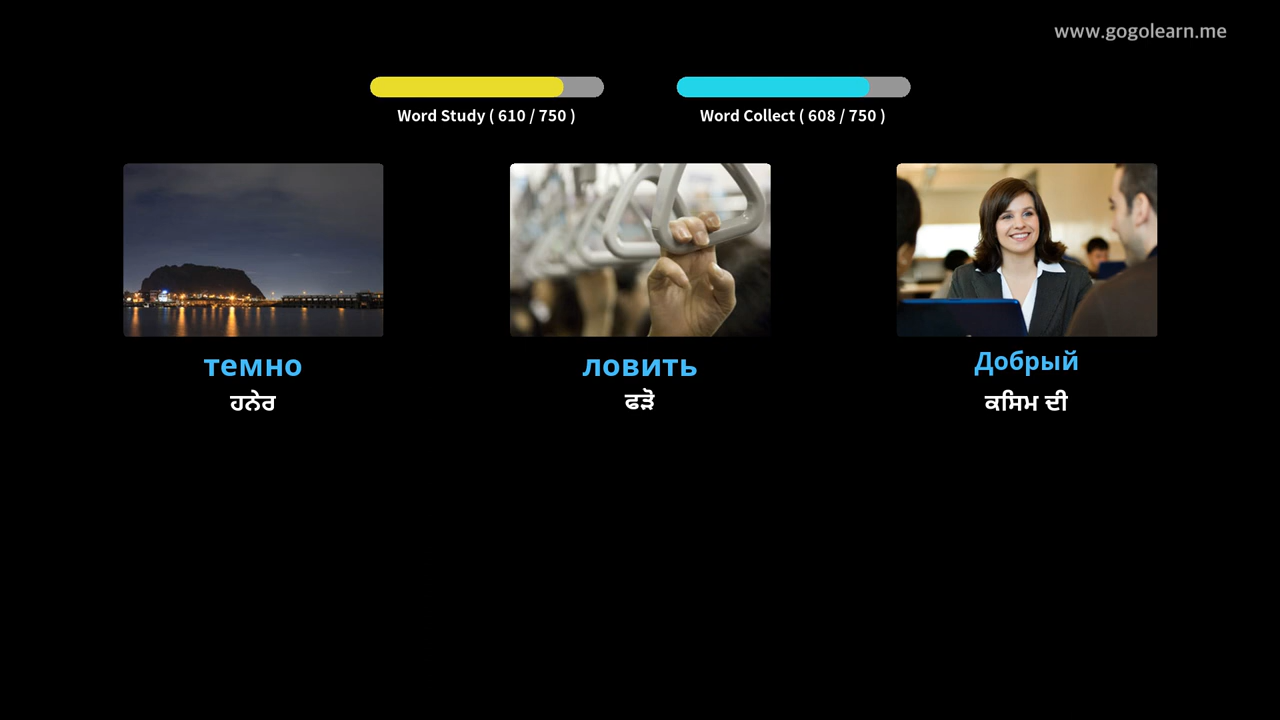 www.gogolearn.me
Word Study ( 610 / 750 )
Word Collect ( 608 / 750 )
темно
ловить
Добрый
ਹਨੇਰ
ਫੜੋ
ਕਸਿਮ ਦੀ